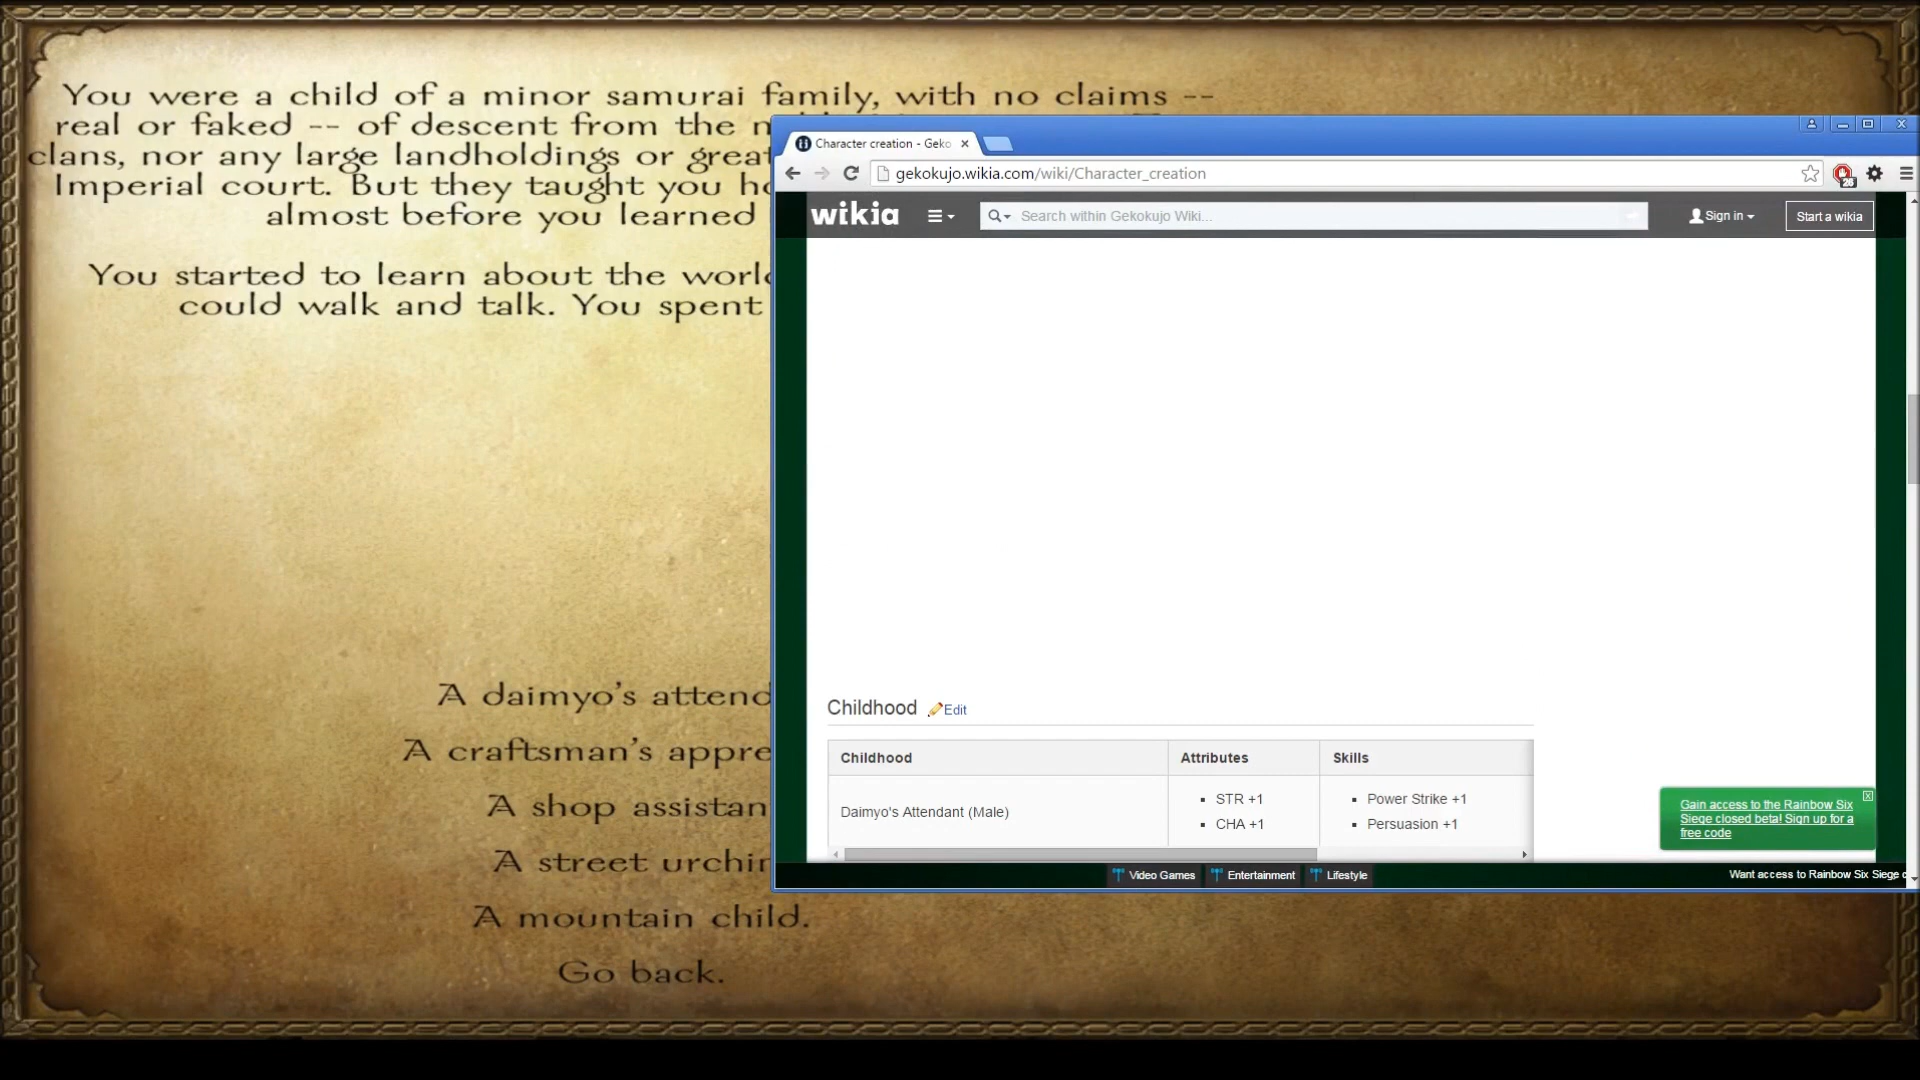 You were a child of a minor samurai family, with no claims --
real or faked -- of descent from the
clans, nor any large landholdings or great
Imperial court. But they taught you
almost before you learned
You started to learn about the
could walk and talk. You spent
A daimyo's
A craftsman's
A shop
A street
A mountain child.
Go back.
Character creation - Geko
gekokujo.wikia.com/wiki/Character_creation
wikia
Search within Gekokujo Wiki...
Sign in
Start a wikia
Childhood
Edit
Childhood Attributes Skills
Daimyo's Attendant (Male)
STR +1
CHA +1
Power Strike +1
Persuasion +1
Gain access to the Rainbow Six
Siege closed beta! Sign up for a
free code
Video Games
Entertainment
Lifestyle
Want access to Rainbow Six Siege